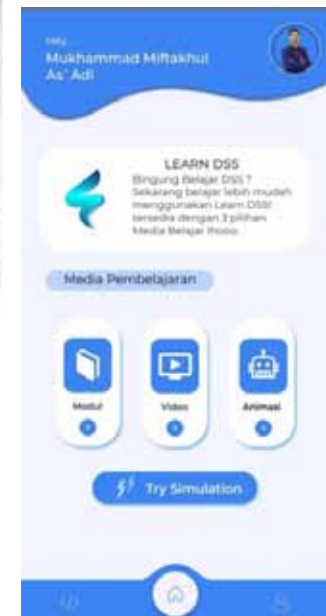 Hey,
Mukhammad Miftakhul
As' Adi
LEARN DSS
Bingung Belajar DSS ?
Sekarang belajar lebih mudah
menggunakan Learn DSS!
tersedia dengan 3 pilihan
Media Belajar lhooo.
Media Pembelajaran
Modul
Video
Animasi
Try Simulation